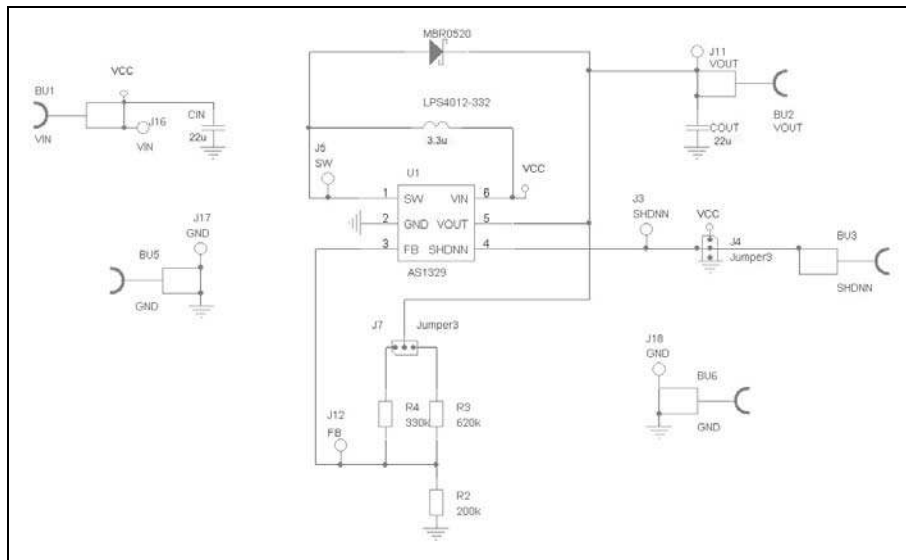 MBR0520
J11
VOUT
BU1
VCC
J16
VIN
VIN
CIN
22u
LPS4012-332
3.3u
BU2
VOUT
COUT
22u
J5
SW
U1
VCC
1 SW VIN 6
2 GND VOUT 5
3 FB SHDNN 4
AS1329
J17
GND
BU5
GND
J3
SHDNN
VCC
J4
Jumper3
BU3
SHDNN
J7 Jumper3
J18
GND
BU6
GND
J12
FB
R4
330k
R3
620k
R2
200k